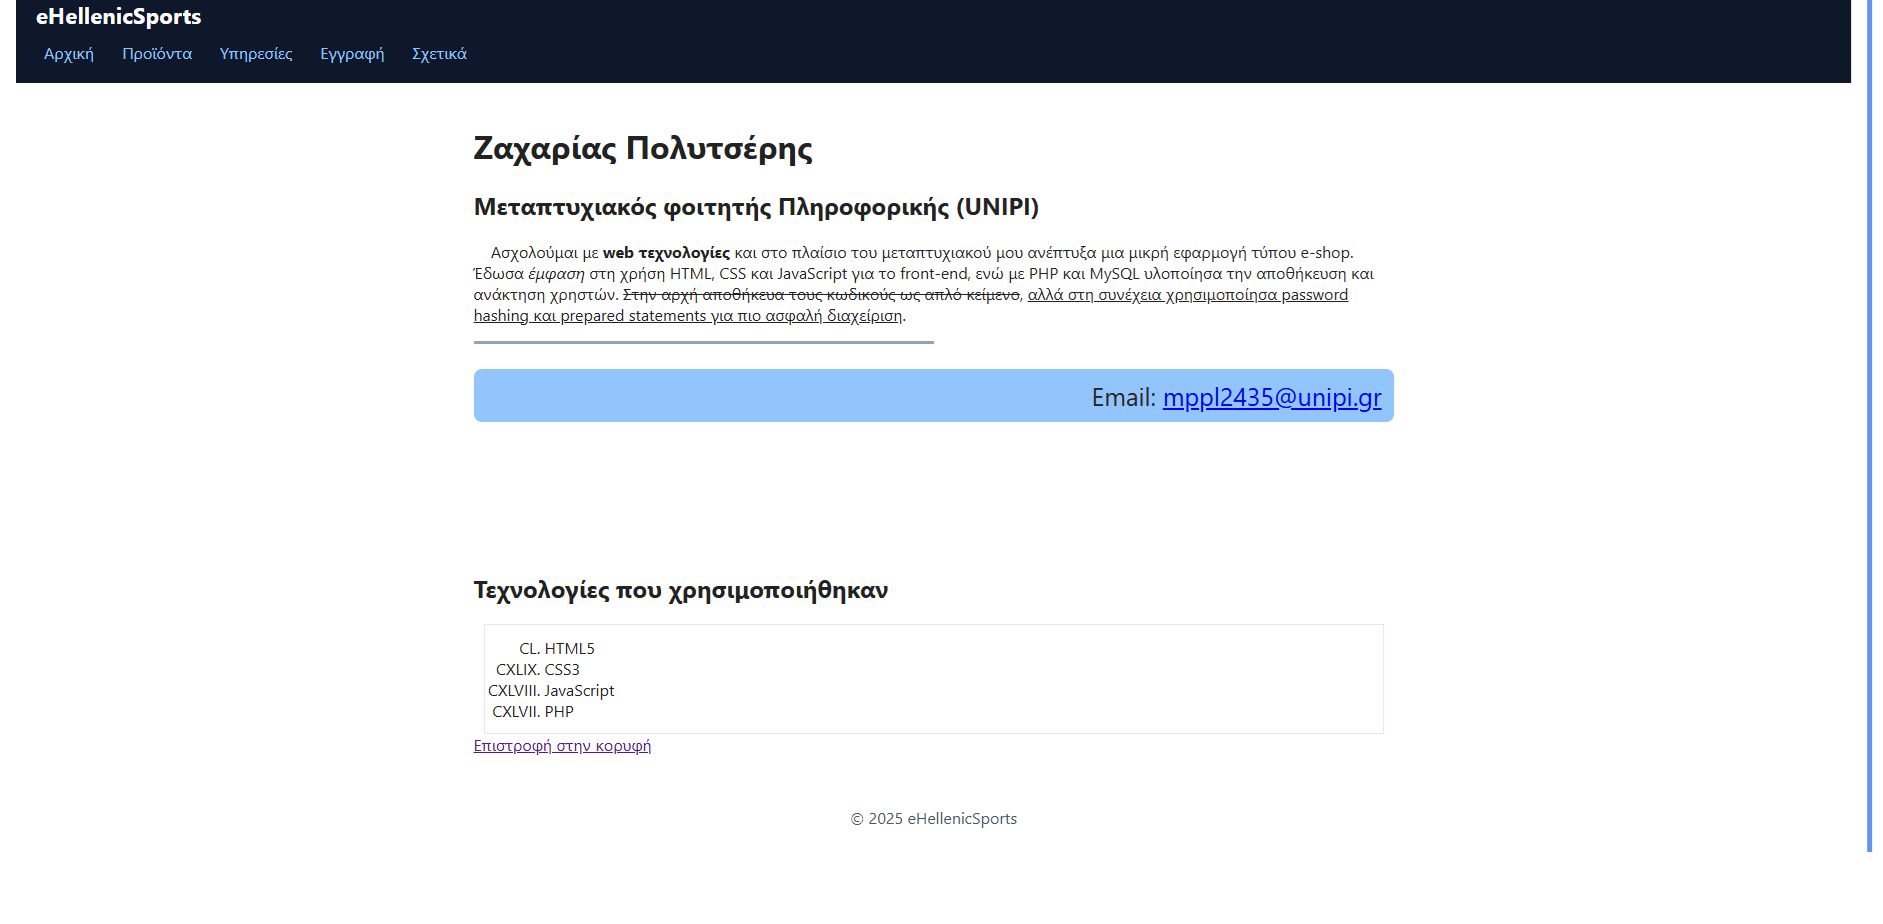 eHellenicSports
Αρχική Προϊόντα Υπηρεσίες Εγγραφή Σχετικά
Ζαχαρίας Πολυτσέρης
Μεταπτυχιακός φοιτητής Πληροφορικής (UNIPI)
Ασχολούμαι με web τεχνολογίες και στο πλαίσιο του μεταπτυχιακού μου ανέπτυξα μια μικρή εφαρμογή τύπου e-shop.
Έδωσα έμφαση στη χρήση HTML, CSS και JavaScript για το front-end, ενώ με PHP και MySQL υλοποίησα την αποθήκευση και
ανάκτηση χρηστών. Στην αρχή αποθήκευα τους κωδικούς ως απλό κείμενο, αλλά στη συνέχεια χρησιμοποίησα password
hashing και prepared statements για πιο ασφαλή διαχείριση.
Email: mppl2435@unipi.gr
Τεχνολογίες που χρησιμοποιήθηκαν
CL. HTML5
CXLIX. CSS3
CXLVIII. JavaScript
CXLVII. PHP
Επιστροφή στην κορυφή
© 2025 eHellenicSports